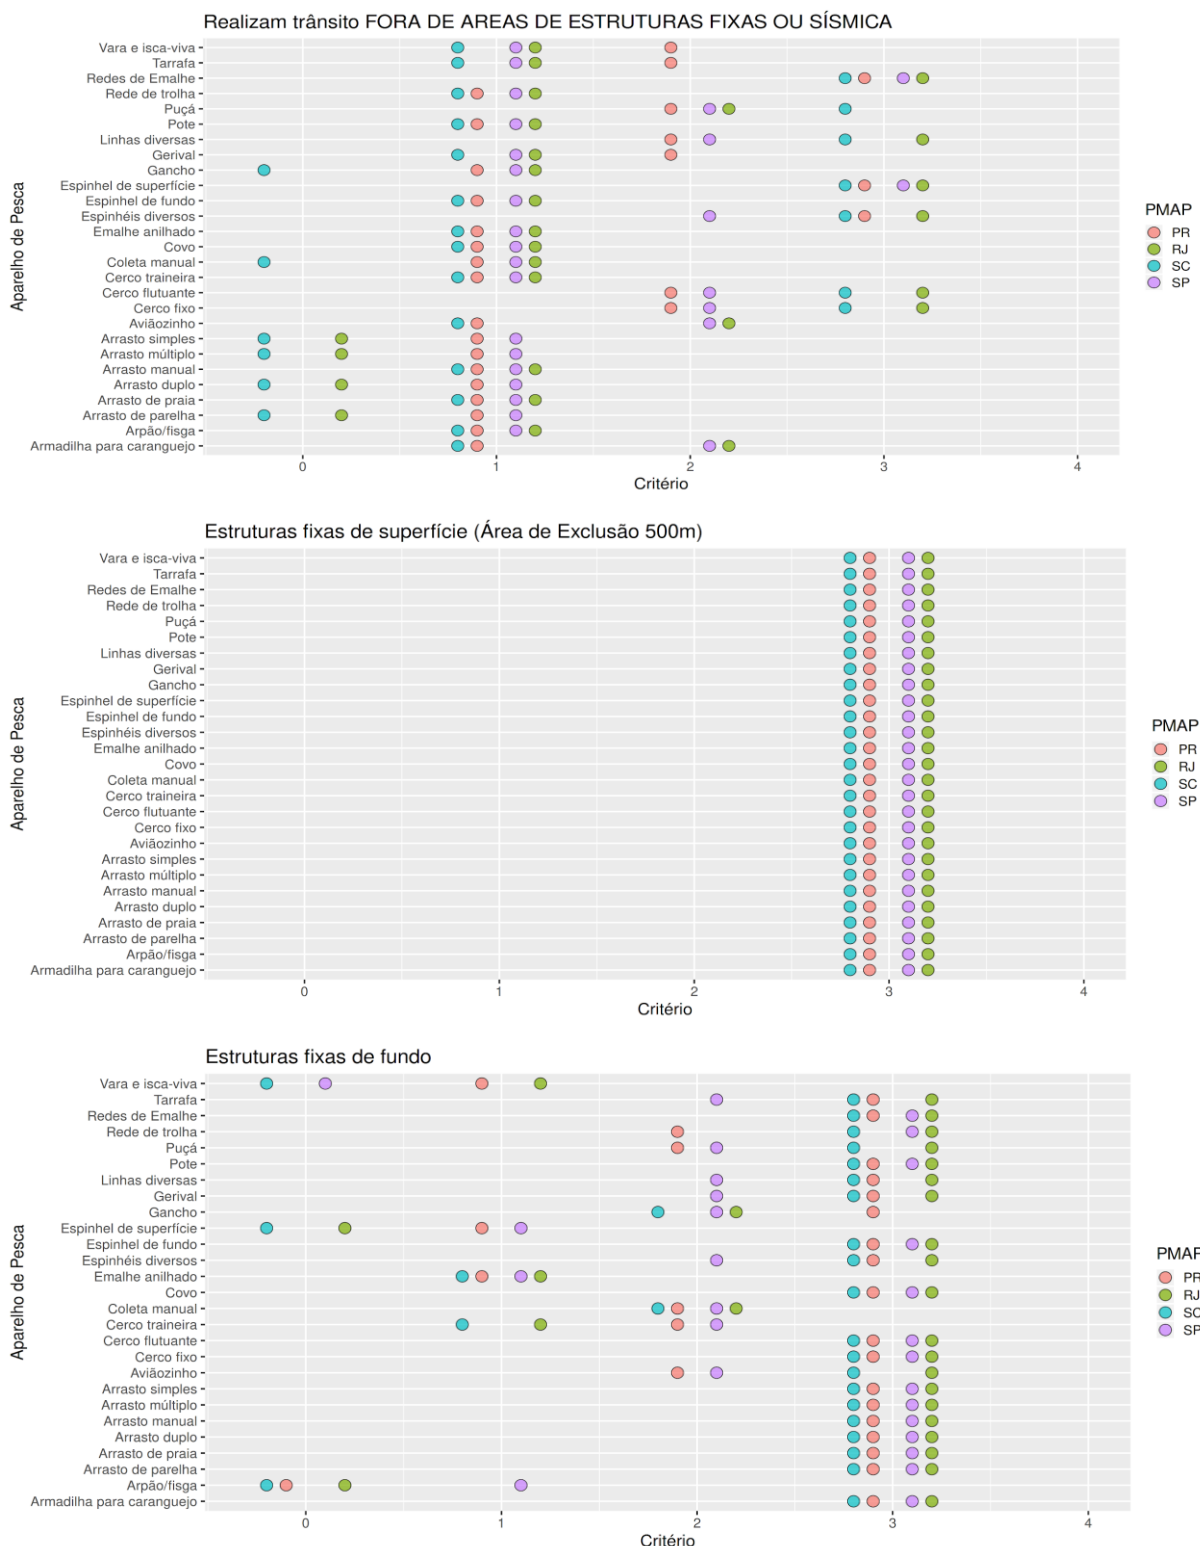 Realizam trânsito FORA DE AREAS DE ESTRUTURAS FIXAS OU SÍSMICA
Aparelho de Pesca
Vara e isca-viva
Tarrafa
Redes de Emalhe
Rede de trolha
Puçá
Pote
Linhas diversas
Gerival
Gancho
Espinhel de superfície
Espinhel de fundo
Espinhéis diversos
Emalhe anilhado
Covo
Coleta manual
Cerco traineira
Cerco flutuante
Cerco fixo
Aviãozinho
Arrasto simples
Arrasto múltiplo
Arrasto manual
Arrasto duplo
Arrasto de praia
Arrasto de parelha
Arpão/fisga
Armadilha para caranguejo
0 1 2 3 4
Critério
PMAP
PR
RJ
SC
SP
Estruturas fixas de superfície (Área de Exclusão 500m)
Aparelho de Pesca
Vara e isca-viva
Tarrafa
Redes de Emalhe
Rede de trolha
Puçá
Pote
Linhas diversas
Gerival
Gancho
Espinhel de superfície
Espinhel de fundo
Espinhéis diversos
Emalhe anilhado
Covo
Coleta manual
Cerco traineira
Cerco flutuante
Cerco fixo
Aviãozinho
Arrasto simples
Arrasto múltiplo
Arrasto manual
Arrasto duplo
Arrasto de praia
Arrasto de parelha
Arpão/fisga
Armadilha para caranguejo
0 1 2 3 4
Critério
PMAP
PR
RJ
SC
SP
Estruturas fixas de fundo
Aparelho de Pesca
Vara e isca-viva
Tarrafa
Redes de Emalhe
Rede de trolha
Puçá
Pote
Linhas diversas
Gerival
Gancho
Espinhel de superfície
Espinhel de fundo
Espinhéis diversos
Emalhe anilhado
Covo
Coleta manual
Cerco traineira
Cerco flutuante
Cerco fixo
Aviãozinho
Arrasto simples
Arrasto múltiplo
Arrasto manual
Arrasto duplo
Arrasto de praia
Arrasto de parelha
Arpão/fisga
Armadilha para caranguejo
0 1 2 3 4
Critério
PMAP
PR
RJ
SC
SP